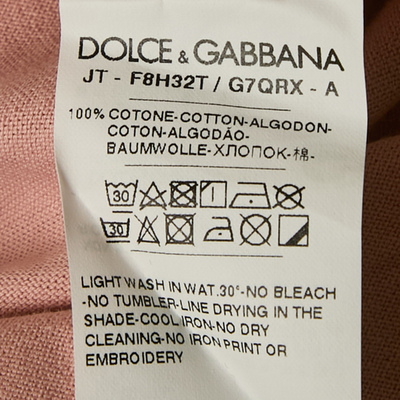 DOLCE & GABBANA
JT - F8H32T / G7QRX - A
100% COTONE-COTTON-ALGODON-
COTON-ALGODÃO-
BAUMWOLLE-ХЛОПОК-棉-
30
30
LIGHT WASH IN WAT.30°-NO BLEACH
-NO TUMBLER-LINE DRYING IN THE
SHADE-COOL IRON-NO DRY
CLEANING-NO IRON PRINT OR
EMBROIDERY